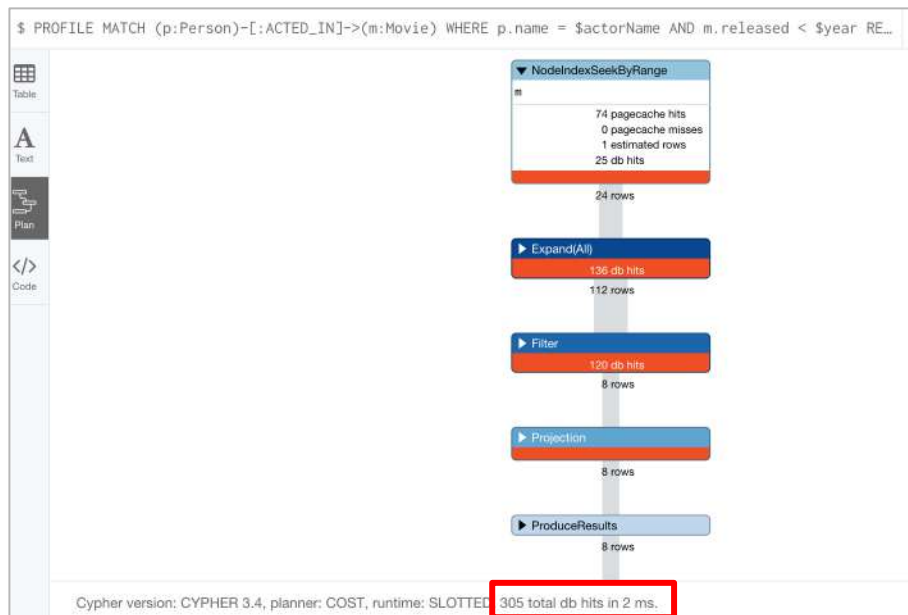 $ PROFILE MATCH (p:Person)-[:ACTED_IN]->(m:Movie) WHERE p.name = $actorName AND m.released < $year RE…
Table
A
Text
Plan
</>
Code
NodeIndexSeekByRange
m
74 pagecache hits
0 pagecache misses
1 estimated rows
25 db hits
24 rows
Expand(All)
136 db hits
112 rows
Filter
120 db hits
8 rows
Projection
8 rows
ProduceResults
8 rows
Cypher version: CYPHER 3.4, planner: COST, runtime: SLOTTED 305 total db hits in 2 ms.